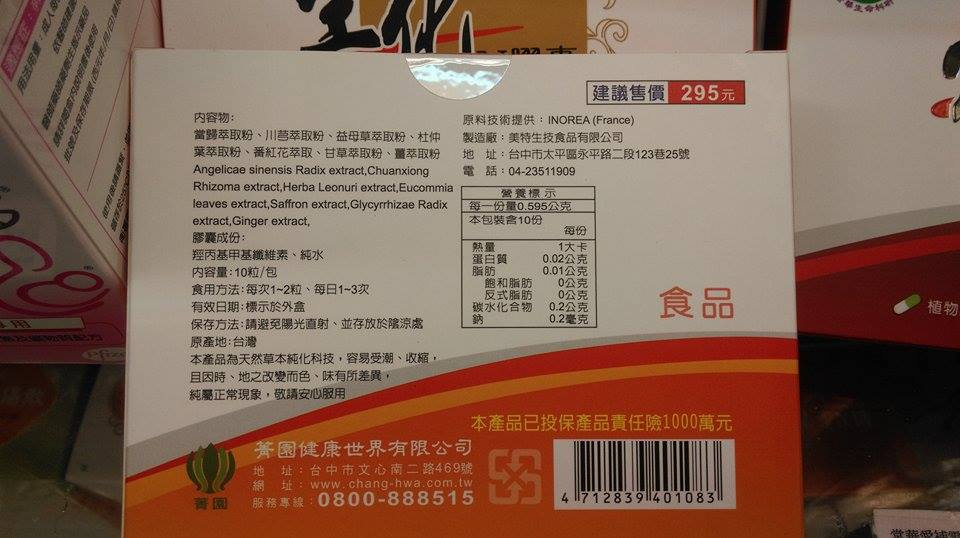 生化
建議售價 295元
內容物:
當歸萃取粉、川芎萃取粉、益母草萃取粉、杜仲
葉萃取粉、番紅花萃取、甘草萃取粉、薑萃取粉
Angelicae sinensis Radix extract,Chuanxiong
Rhizoma extract,Herba Leonuri extract,Eucommia
leaves extract,Saffron extract,Glycyrrhizae Radix
extract,Ginger extract,
膠囊成份:
羥丙基甲基纖維素、純水
內容量:10粒/包
食用方法:每次1~2粒、每日1~3次
有效日期:標示於外盒
保存方法:請避免陽光直射、並存放於陰涼處
原產地:台灣
本產品為天然草本純化科技,容易受潮、收縮,
且因時、地之改變而色、味有所差異,
純屬正常現象,敬請安心服用
原料技術提供:INOREA (France)
製造廠:美特生技食品有限公司
地 址:台中市太平區永平路二段123巷25號
電 話:04-23511909
營養標示
每一份量0.595公克
本包裝含10份
每份
熱量 1大卡
蛋白質 0.02公克
脂肪 0.01公克
飽和脂肪 0公克
反式脂肪 0公克
碳水化合物 0.2公克
鈉 0.2毫克
食品
植物
本產品已投保產品責任險1000萬元
菁園
菁園健康世界有限公司
地 址:台中市文心南二路469號
網 址:www.chang-hwa.com.tw
服務專線:0800-888515
4 712839 401083
Pfizer